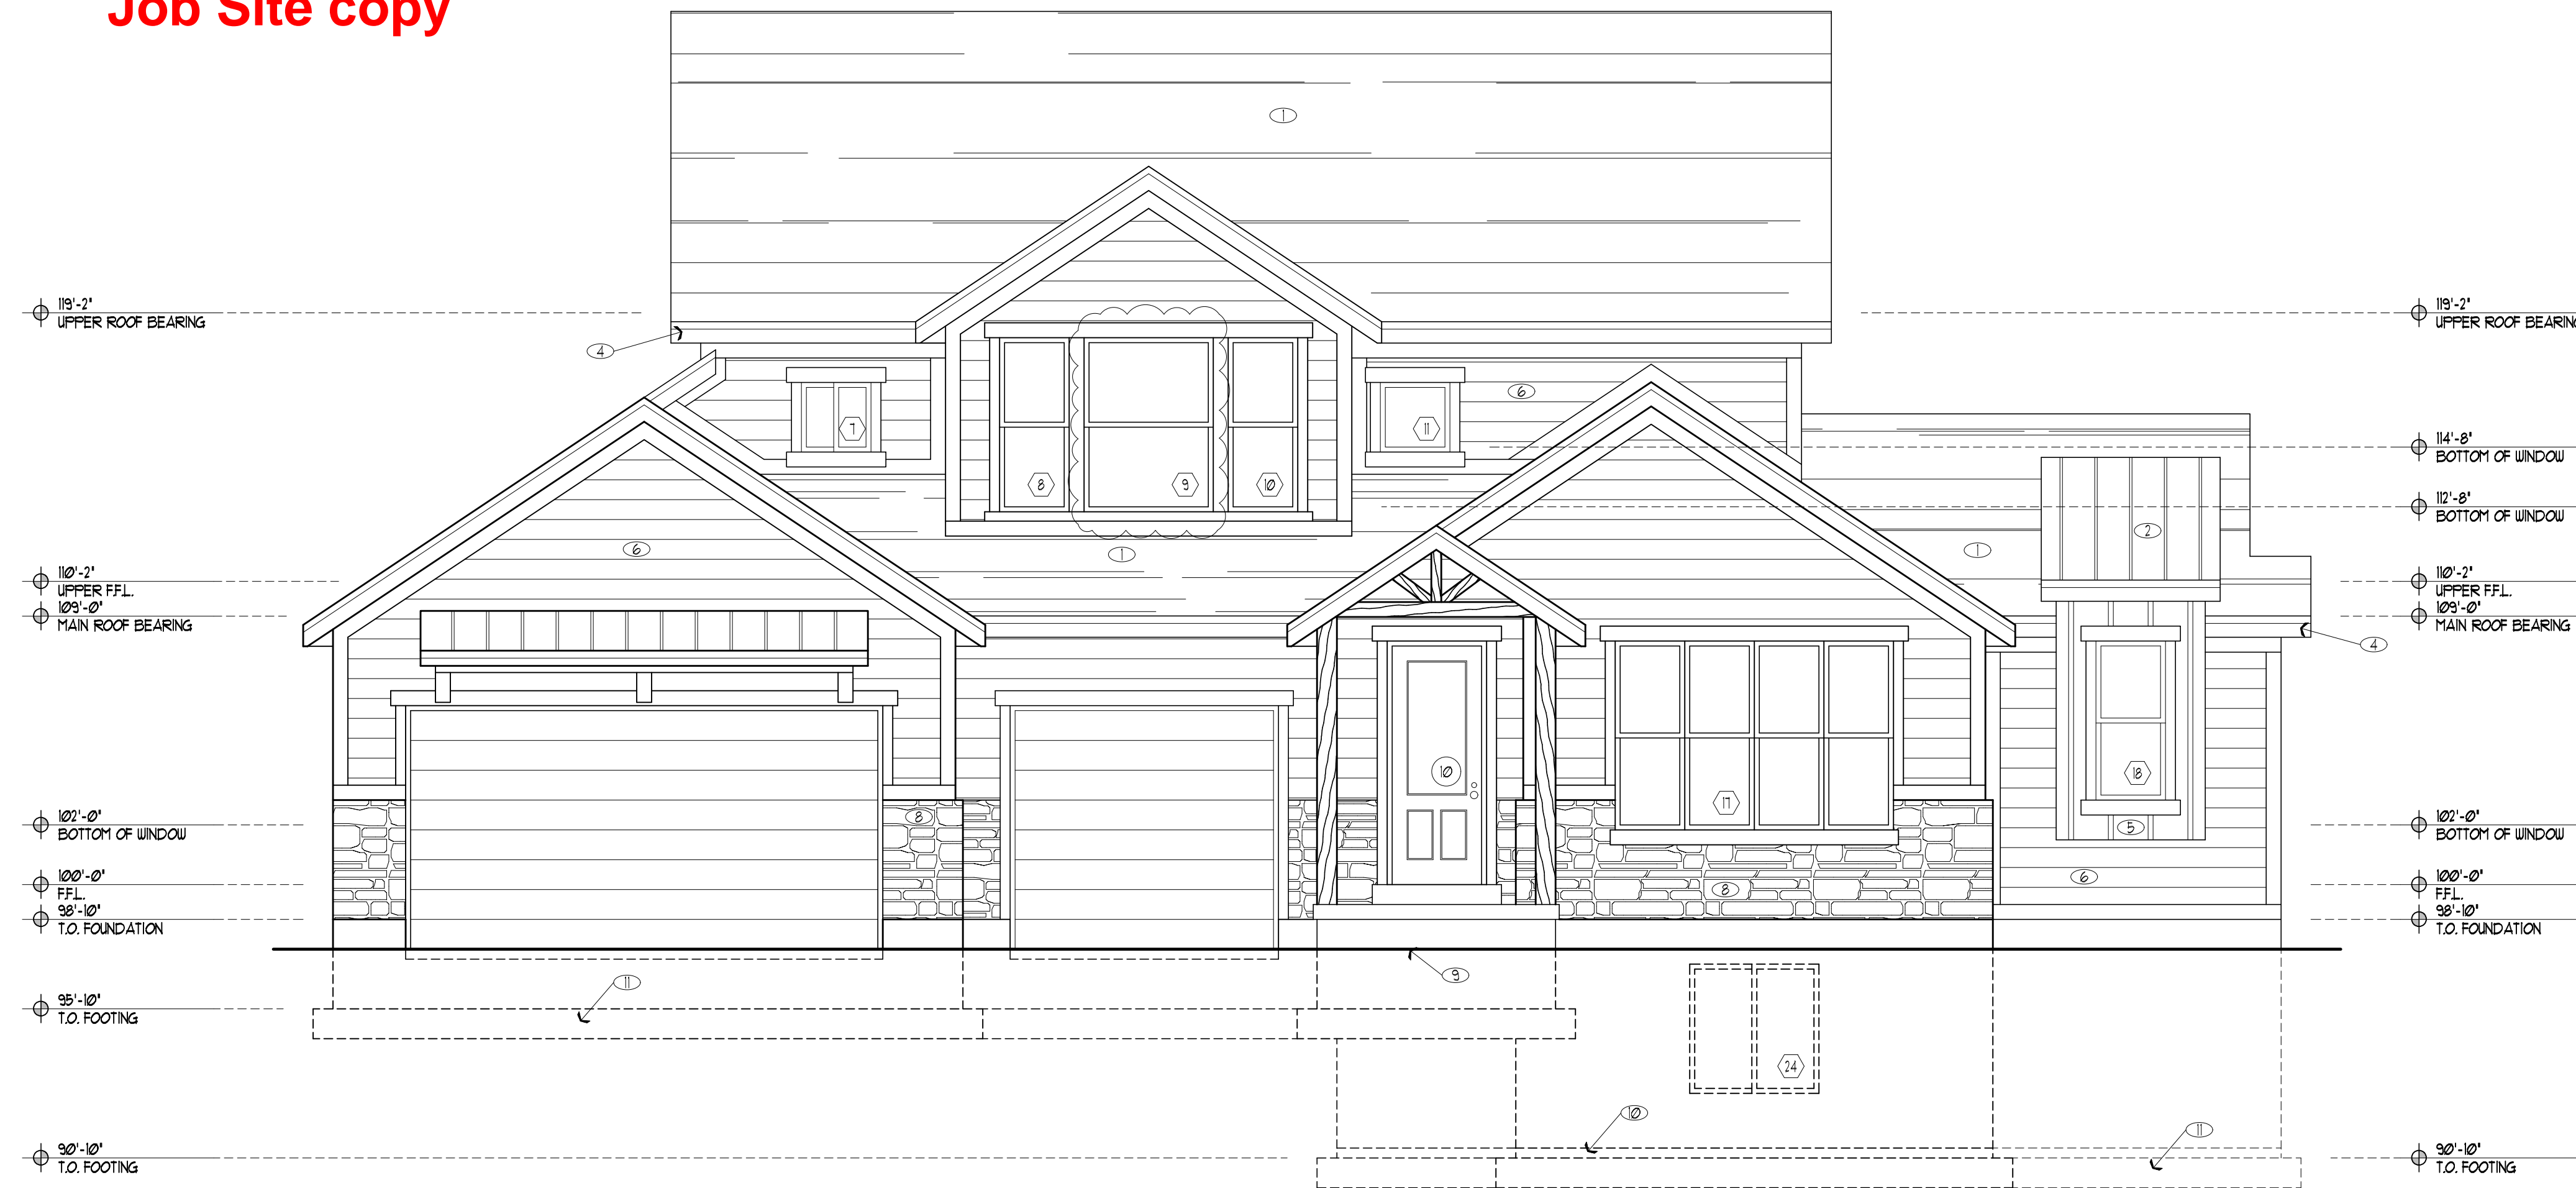 Job Site copy
1
119'-2"
UPPER ROOF BEARING
119'-2"
UPPER ROOF BEARING
4
6
7
11
114'-8"
BOTTOM OF WINDOW
8
9
10
112'-8"
BOTTOM OF WINDOW
2
6
1
1
110'-2"
UPPER F.F.L.
109'-0"
MAIN ROOF BEARING
110'-2"
UPPER F.F.L.
109'-0"
MAIN ROOF BEARING
4
10
18
17
8
5
102'-0"
BOTTOM OF WINDOW
102'-0"
BOTTOM OF WINDOW
6
8
100'-0"
F.F.L.
98'-10"
T.O. FOUNDATION
100'-0"
F.F.L.
98'-10"
T.O. FOUNDATION
9
11
95'-10"
T.O. FOOTING
24
10
11
90'-10"
T.O. FOOTING
90'-10"
T.O. FOOTING